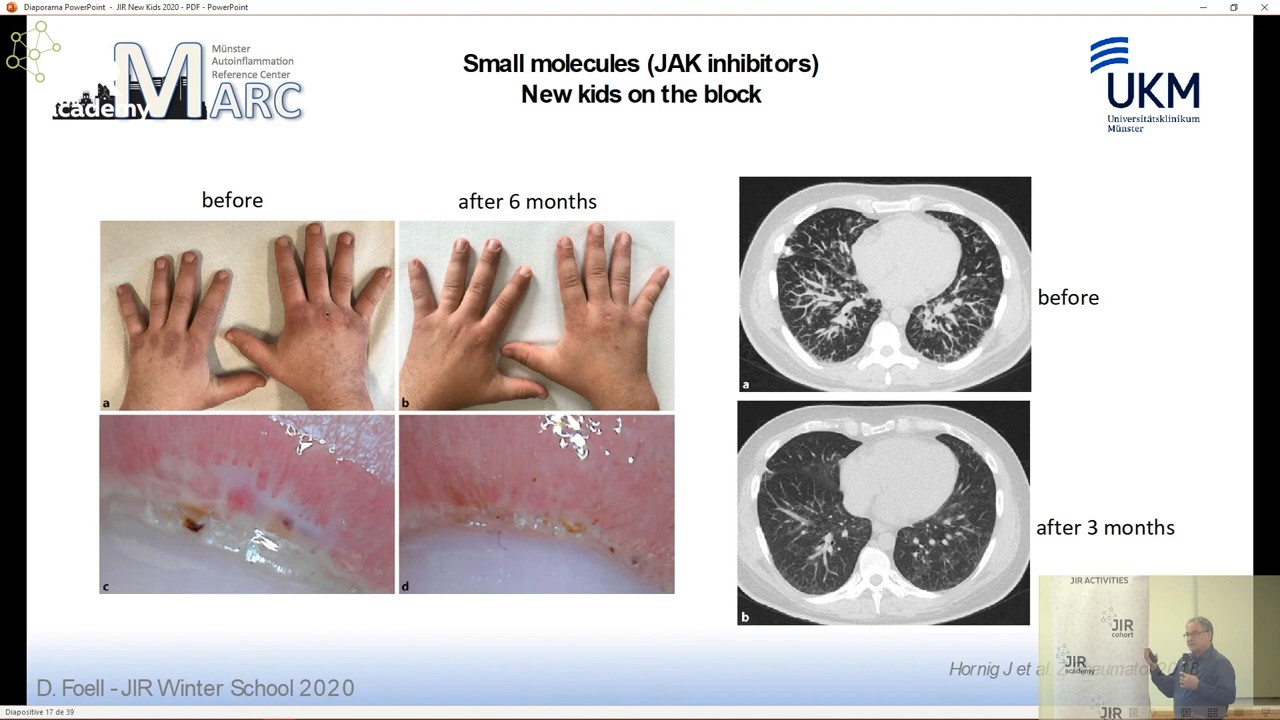 Diaporama PowerPoint - JIR New Kids 2020 - PDF - PowerPoint
Münster
Autoinflammation
Reference Center
MARC
academy
Small molecules (JAK inhibitors)
New kids on the block
UKM
Universitätsklinikum
Münster
before
after 6 months
a
b
c
d
a
before
b
after 3 months
JIR ACTIVITIES
JIR
cohort
JIR
academy
JIR
Hornig J et al. Z Rheumatol 2018
D. Foell - JIR Winter School 2020
Diapositive 17 de 39